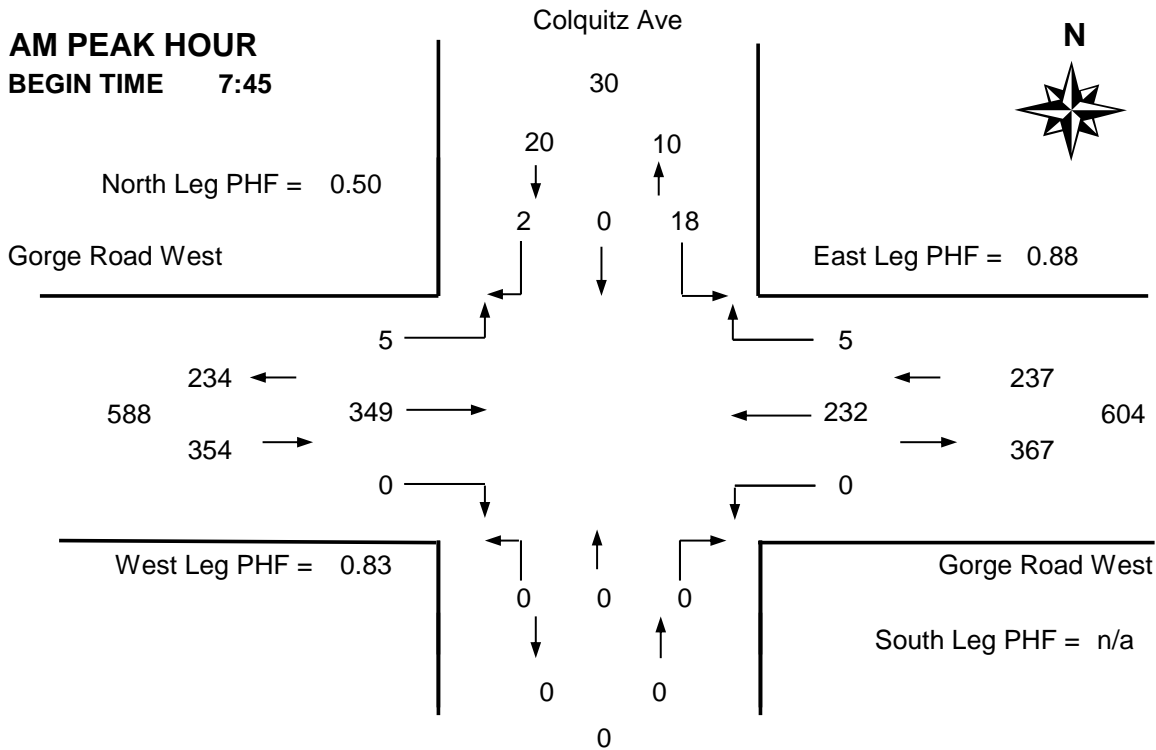 Colquitz Ave
AM PEAK HOUR
N
BEGIN TIME 7:45
30
20 10
North Leg PHF = 0.50
2 0 18
Gorge Road West
East Leg PHF = 0.88
5 5
234 237
588 349 232 604
354 367
0 0
West Leg PHF = 0.83
Gorge Road West
0 0 0
South Leg PHF = n/a
0 0
0